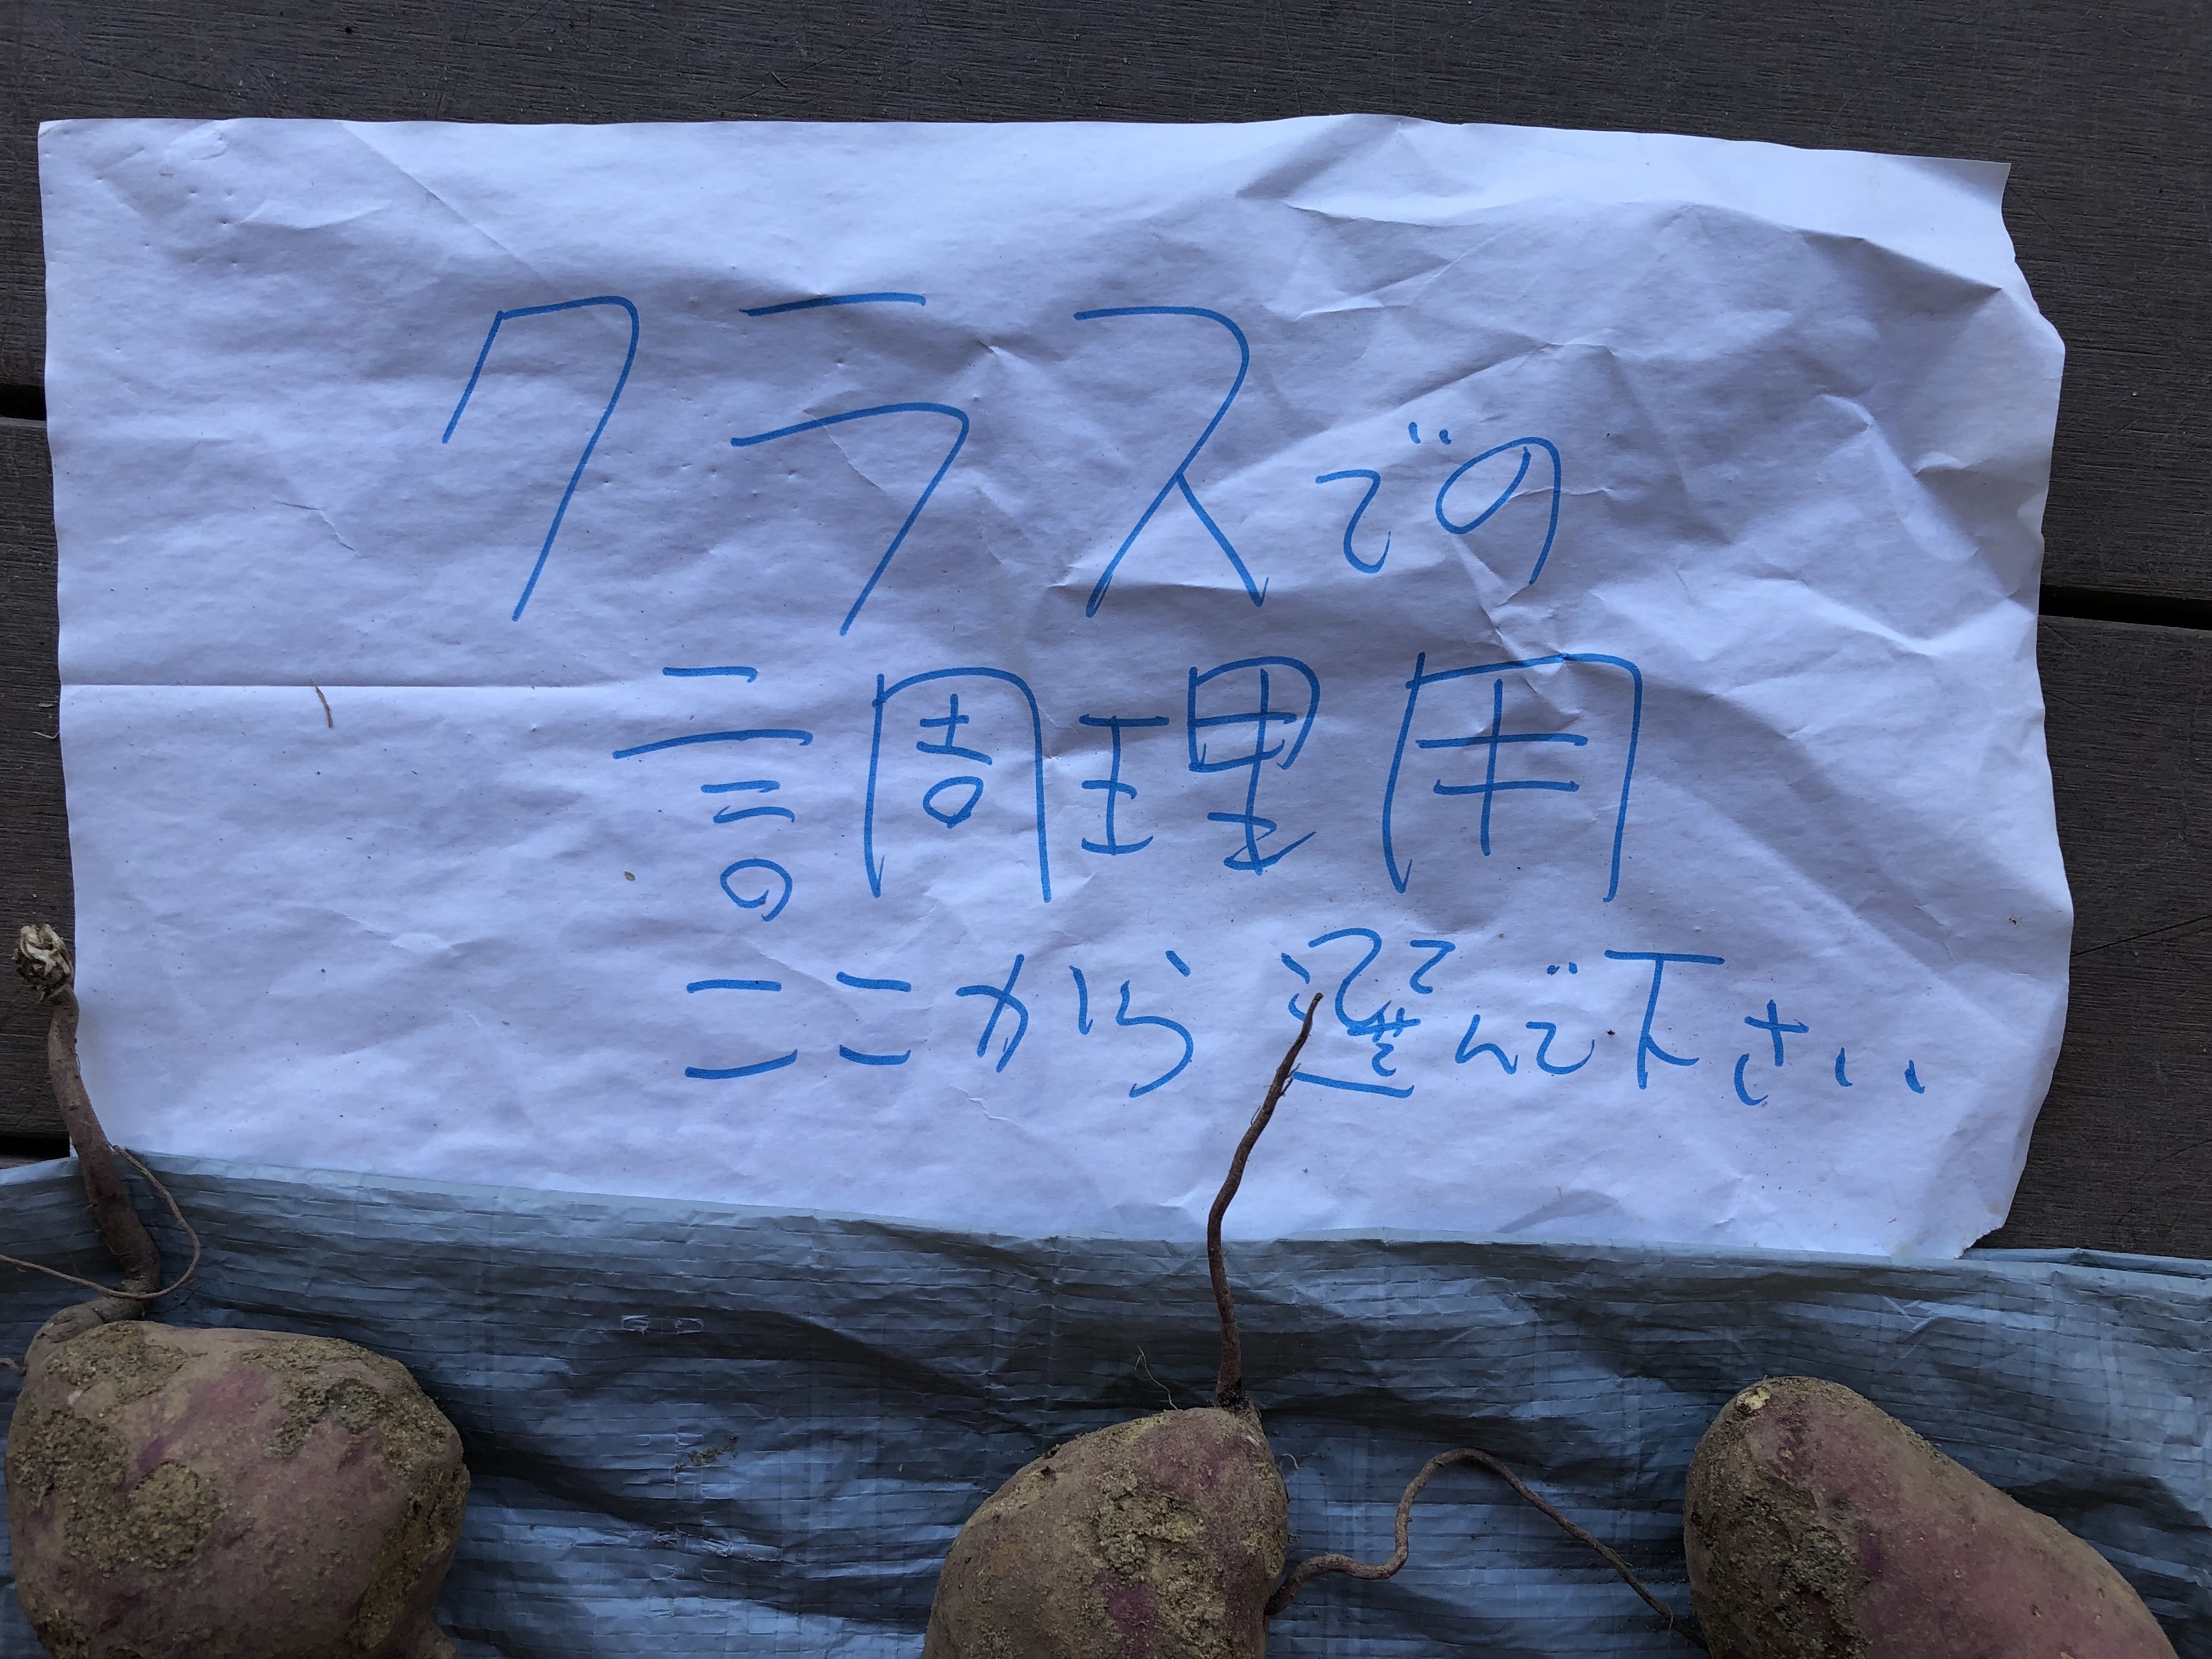 クラスでの
調理用
ここから選んで下さい